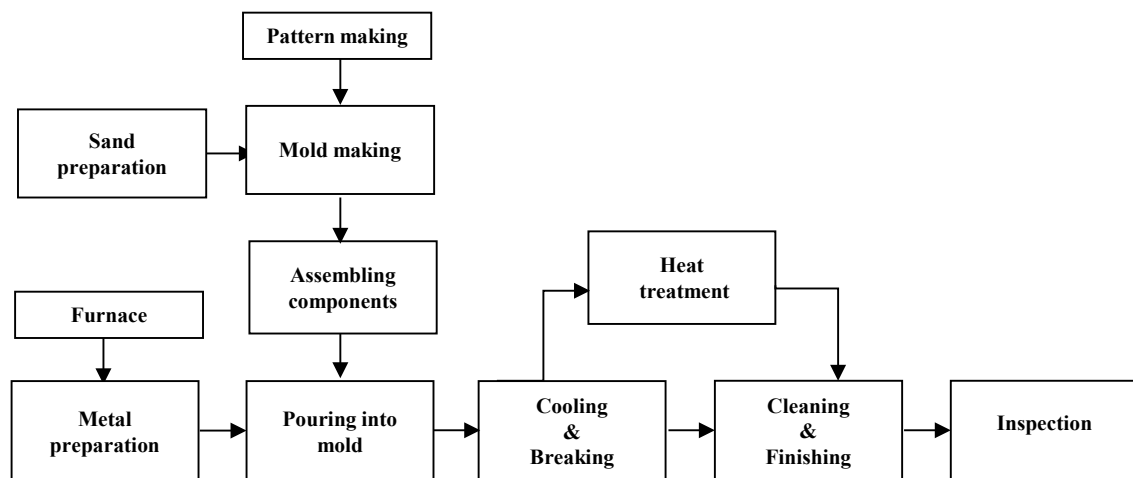 Pattern making
Sand
preparation
Mold making
Assembling
components
Heat
treatment
Furnace
Metal
preparation
Pouring into
mold
Cooling
&
Breaking
Cleaning
&
Finishing
Inspection